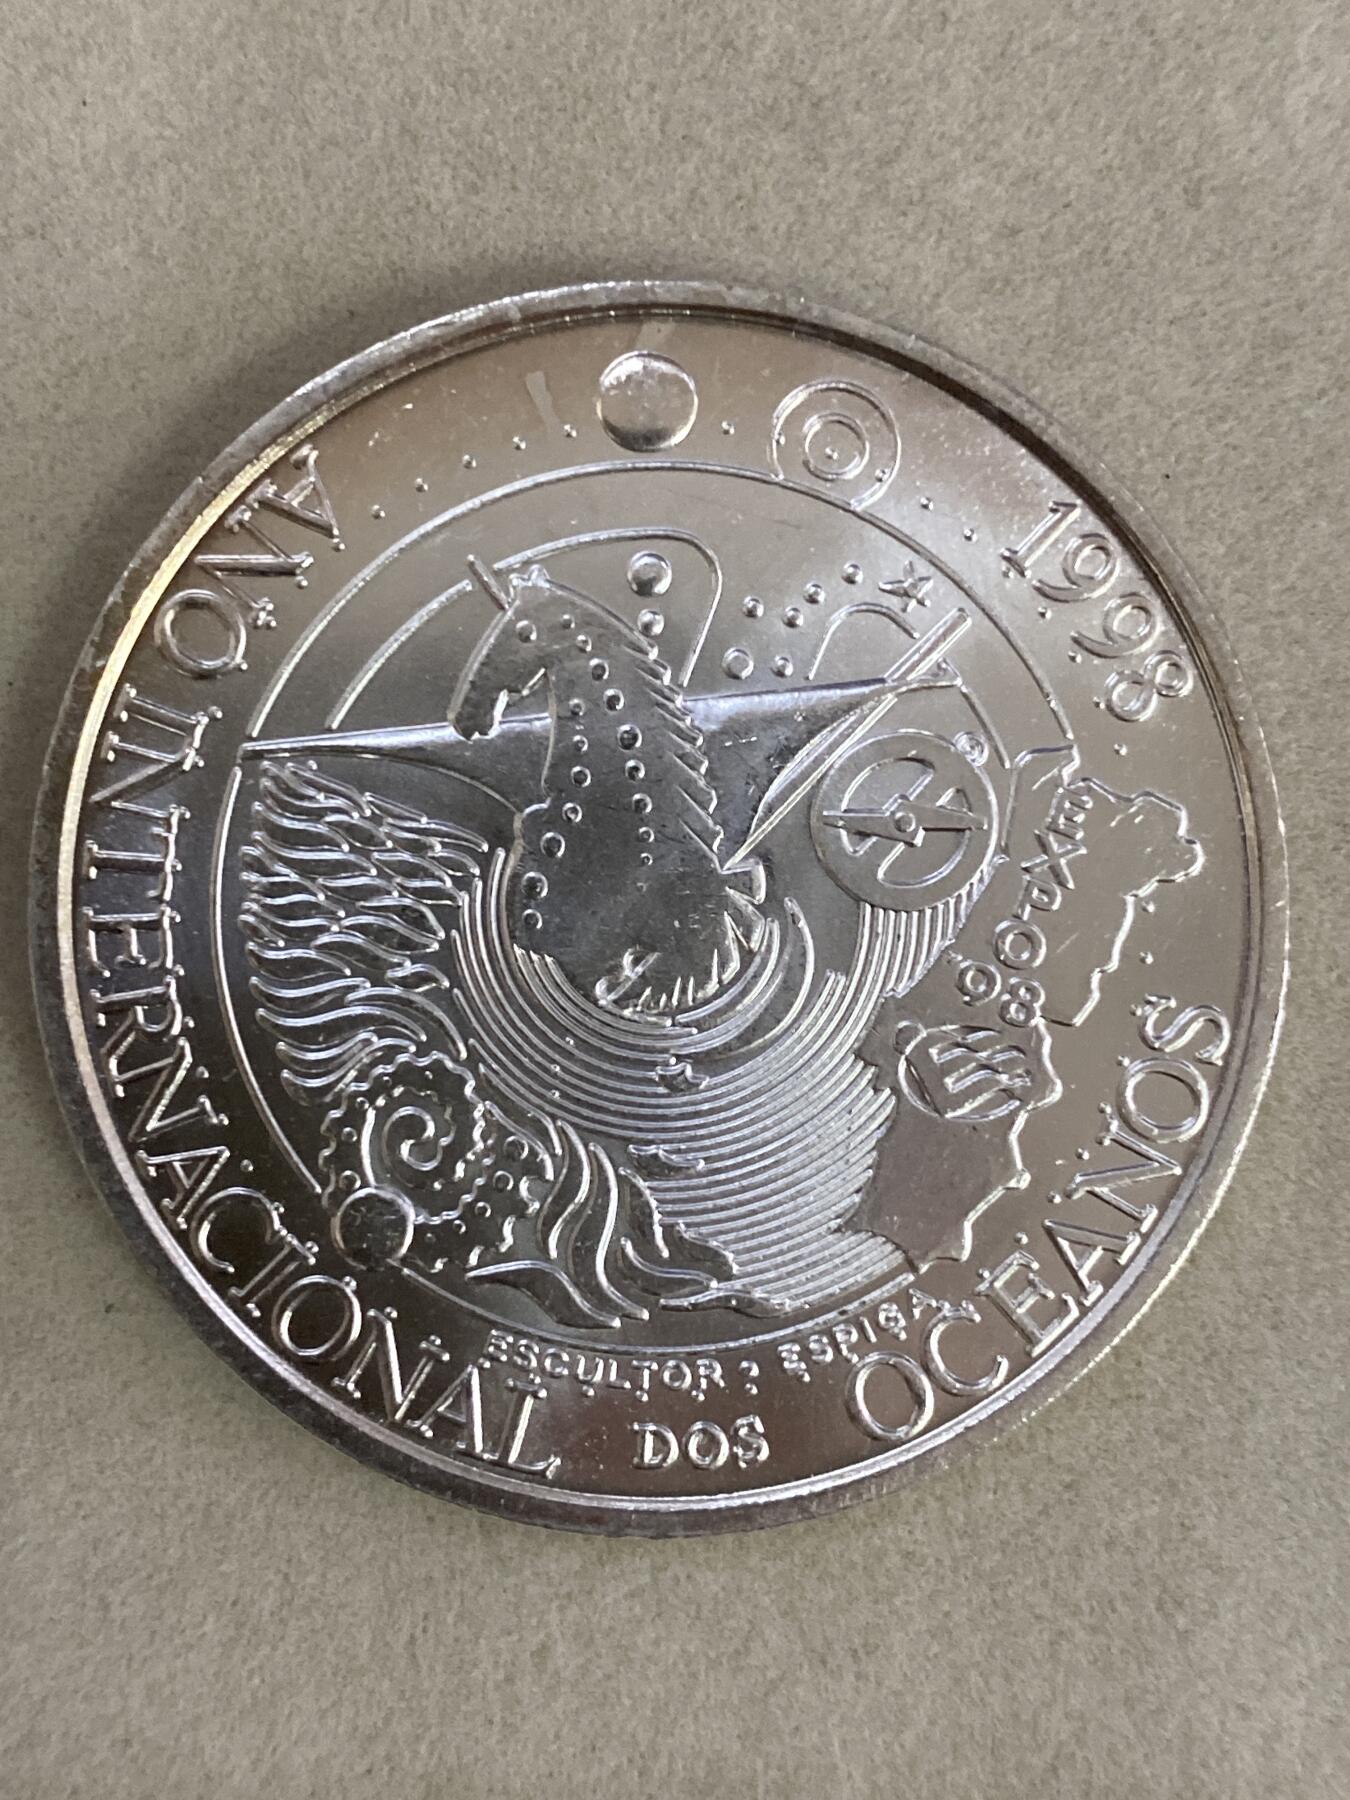 ANO INTERNACIONAL DOS OCEANOS
1998
EXPO'98
ESCULTOR : ESPIGA